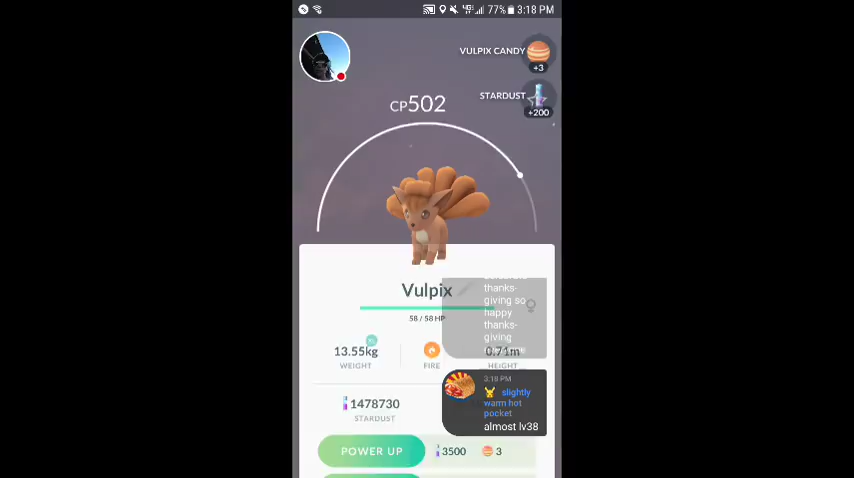 77% 3:18 PM
VULPIX CANDY
+3
STARDUST
+200
CP502
Vulpix
58 / 58 HP
thanks-
giving so
happy
thanks-
giving
13.55kg
WEIGHT
FIRE
0.71m
HEIGHT
1478730
STARDUST
3:18 PM
slightly
warm hot
pocket
almost lv38
POWER UP
3500
3